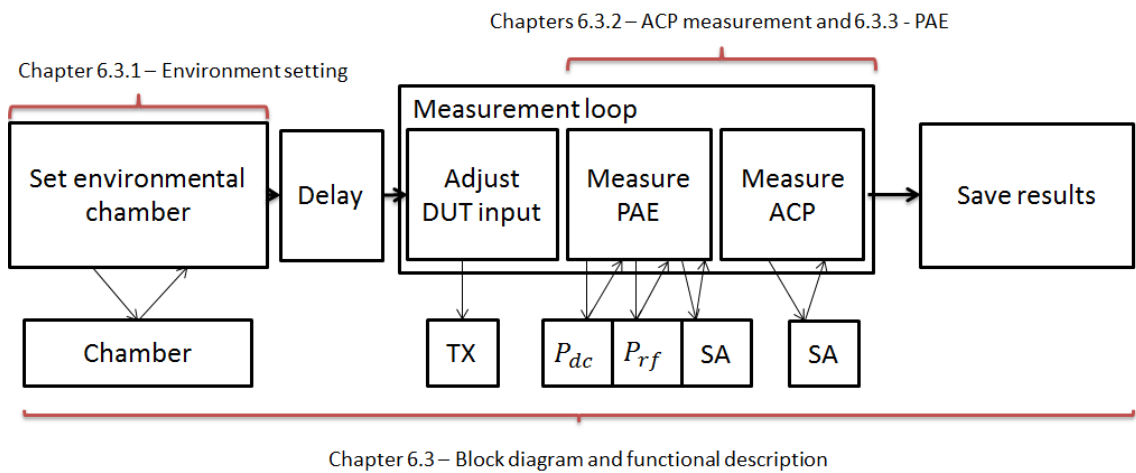 Chapters 6.3.2 – ACP measurement and 6.3.3 - PAE
Chapter 6.3.1 – Environment setting
Measurement loop
Set environmental
chamber
Delay
Adjust
DUT input
Measure
PAE
Measure
ACP
Save results
Chamber
TX
P_dc
P_rf
SA
SA
Chapter 6.3 – Block diagram and functional description